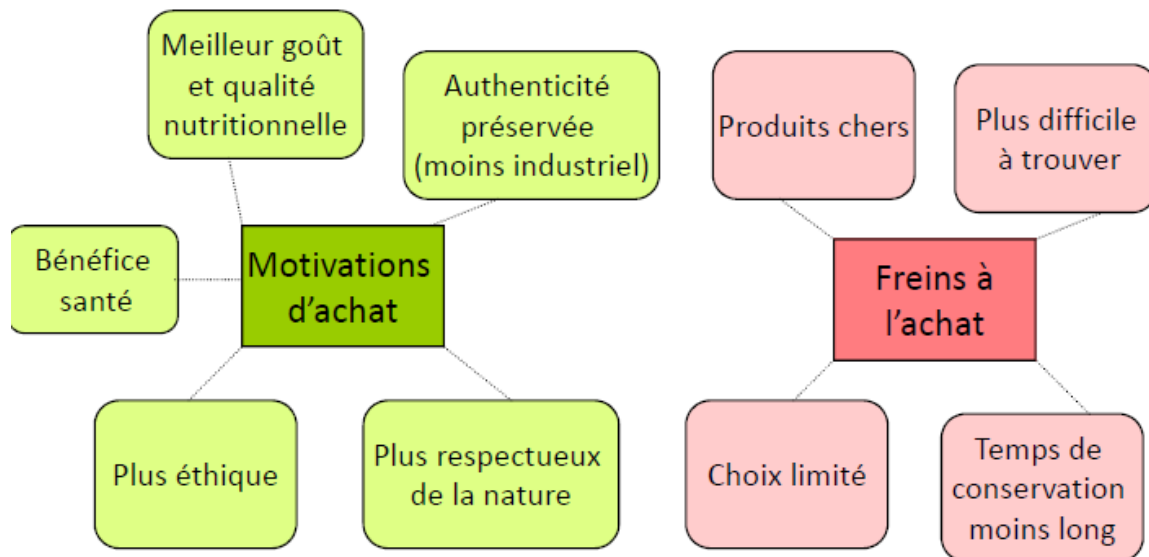 Meilleur goût
et qualité
nutritionnelle
Authenticité
préservée
(moins industriel)
Bénéfice
santé
Motivations
d’achat
Plus éthique
Plus respectueux
de la nature
Produits chers
Plus difficile
à trouver
Freins à
l’achat
Choix limité
Temps de
conservation
moins long